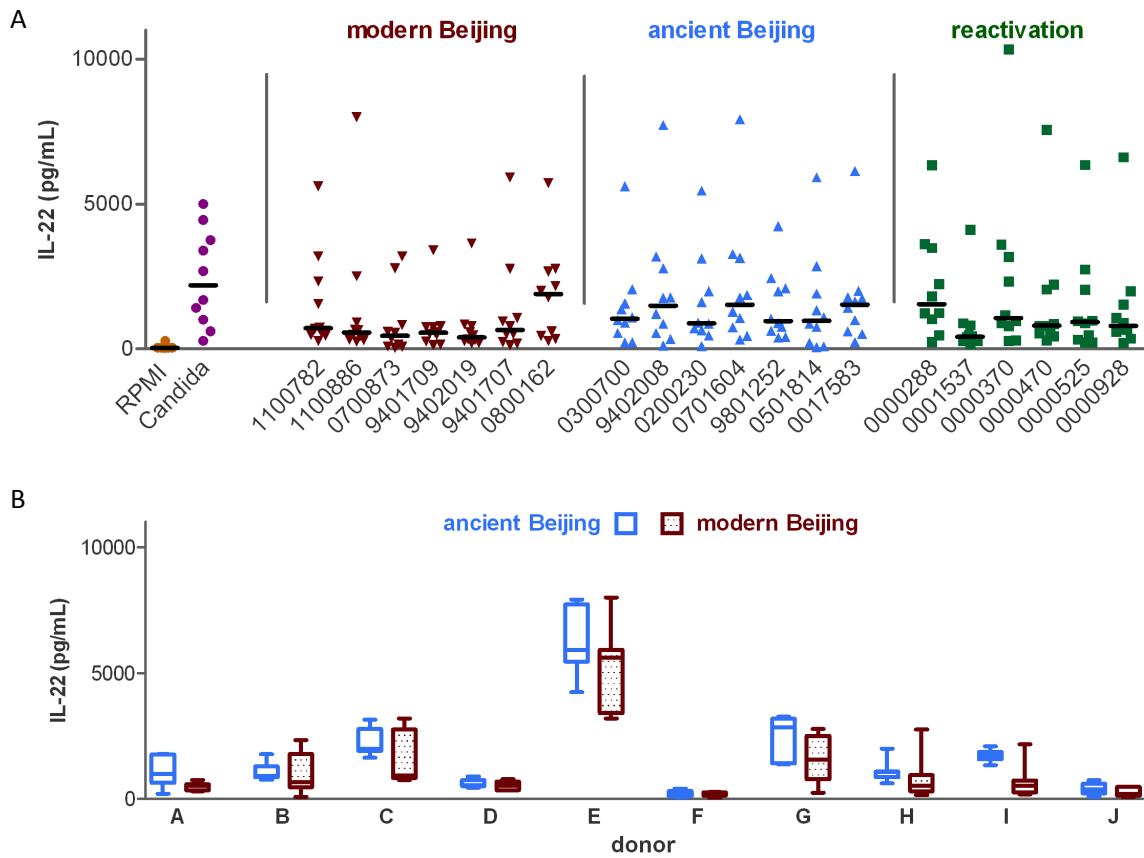 A
modern Beijing
ancient Beijing
reactivation
10000
5000
0
IL-22 (pg/mL)
RPMI
Candida
1100782
1100886
0700873
9401709
9402019
9401707
0800162
0300700
9402008
0200230
0701604
9801252
0501814
0017583
0000288
0001537
0000370
0000470
0000525
0000928
B
ancient Beijing
modern Beijing
10000
5000
0
IL-22 (pg/mL)
A B C D E F G H I J
donor